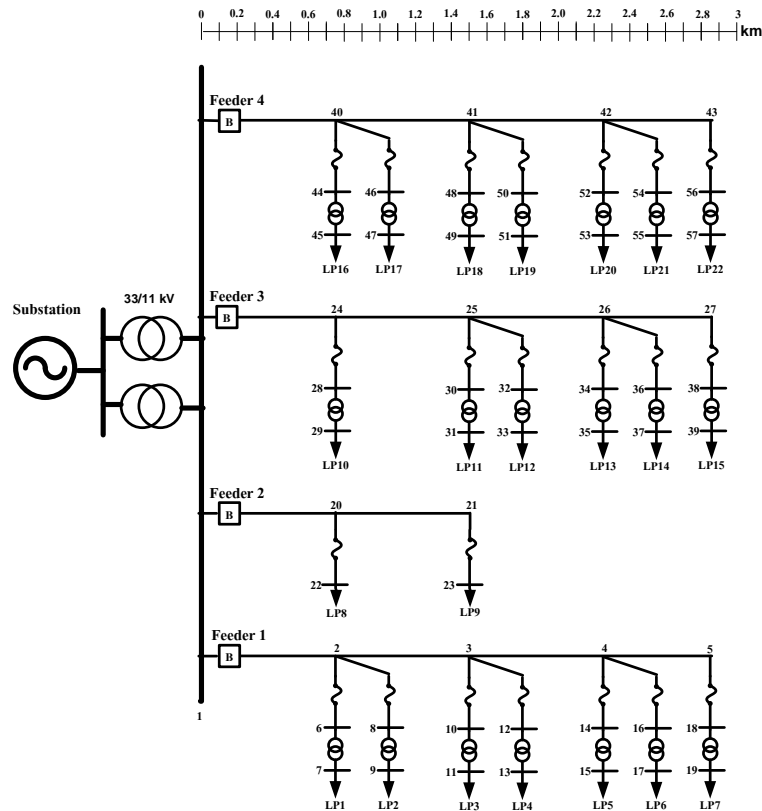 0 0.2 0.4 0.6 0.8 1.0 1.2 1.4 1.6 1.8 2.0 2.2 2.4 2.6 2.8 3
km
Feeder 4
B
40 41 42 43
44 46 48 50 52 54 56
45 47 49 51 53 55 57
LP16 LP17 LP18 LP19 LP20 LP21 LP22
Substation
33/11 kV
Feeder 3
B
24 25 26 27
28 30 32 34 36 38
29 31 33 35 37 39
LP10 LP11 LP12 LP13 LP14 LP15
Feeder 2
B
20 21
22 23
LP8 LP9
Feeder 1
B
2 3 4 5
1
6 8 10 12 14 16 18
7 9 11 13 15 17 19
LP1 LP2 LP3 LP4 LP5 LP6 LP7